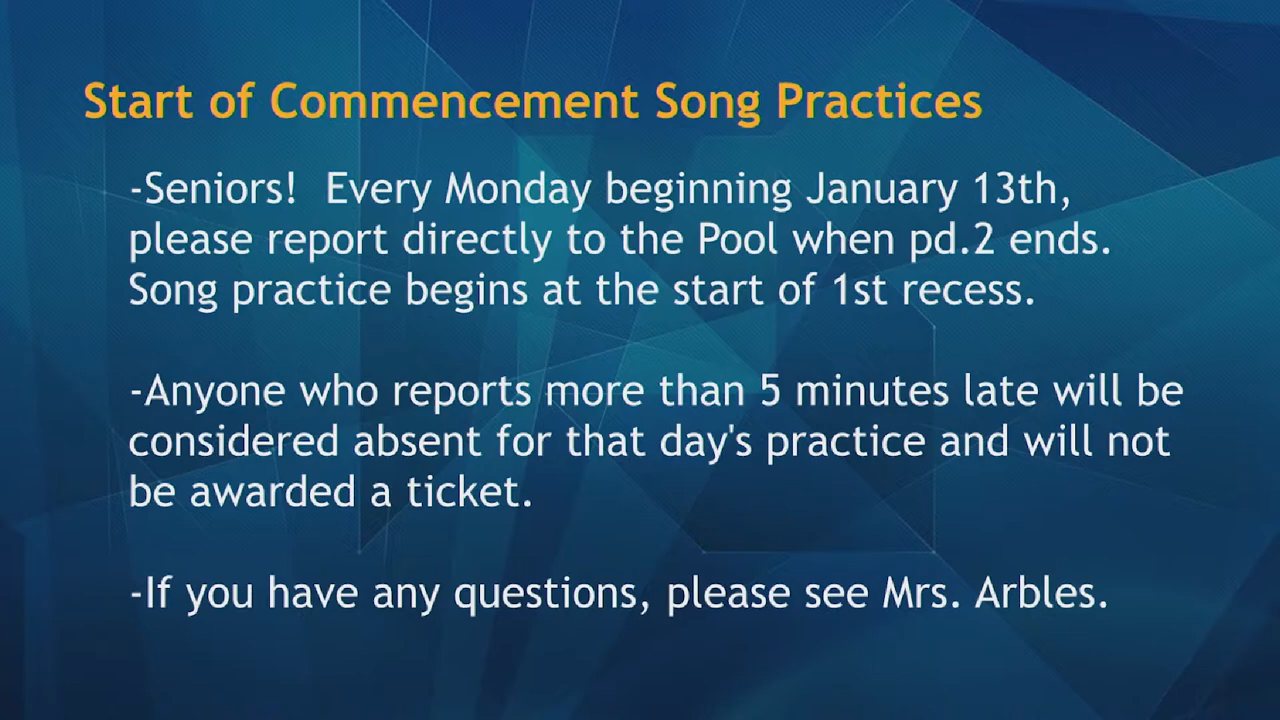 Start of Commencement Song Practices
-Seniors!  Every Monday beginning January 13th,
please report directly to the Pool when pd.2 ends.
Song practice begins at the start of 1st recess.
-Anyone who reports more than 5 minutes late will be
considered absent for that day's practice and will not
be awarded a ticket.
-If you have any questions, please see Mrs. Arbles.